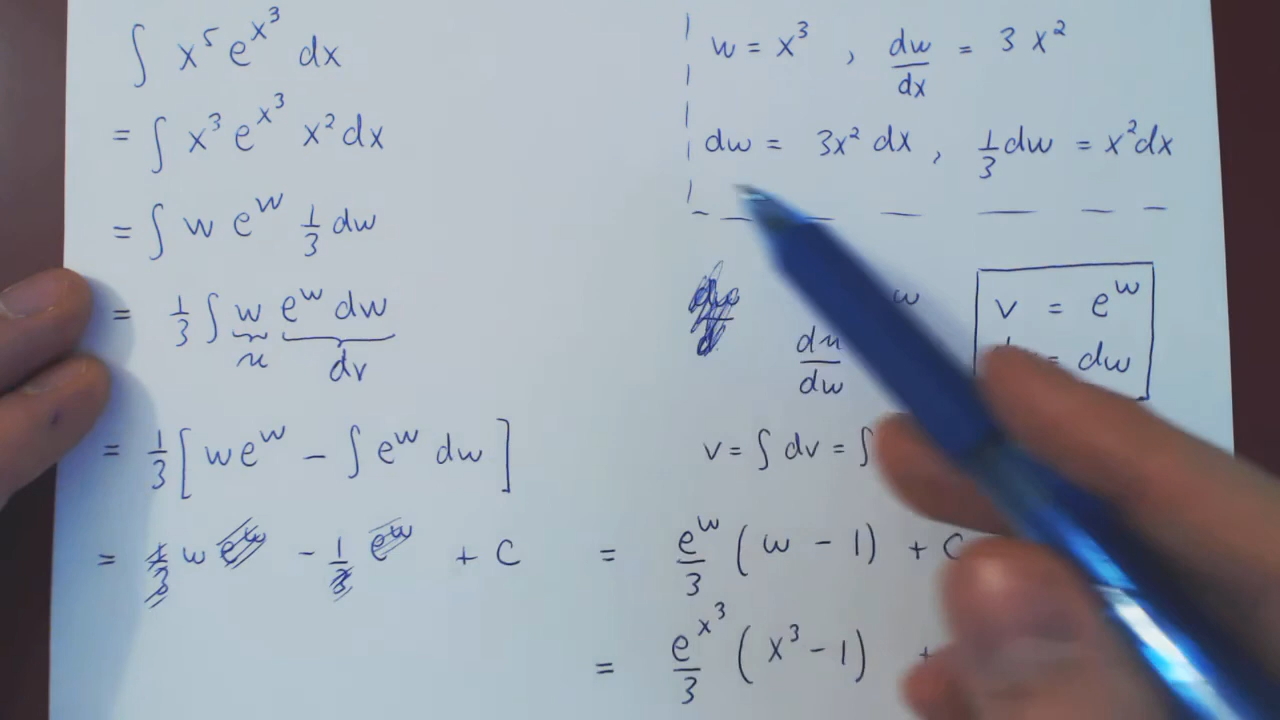 ∫ x⁵ e^{x³} dx
= ∫ x³ e^{x³} x² dx
= ∫ w e^w 1/3 dw
= 1/3 ∫ w e^w dw
u dv
= 1/3 [ w e^w − ∫ e^w dw ]
= 1/3 w e^w − 1/3 e^w + C = e^w/3 ( w − 1 ) + C
= e^{x³}/3 ( x³ − 1 ) +
w = x³ , dw/dx = 3 x²
dw = 3x² dx , 1/3 dw = x² dx
w v = e^w
du/dw = dw
v = ∫ dv = ∫